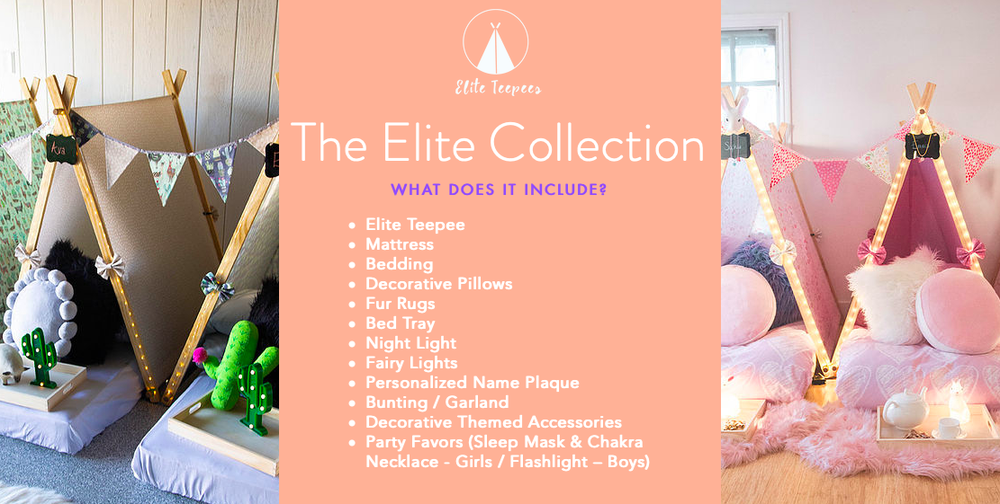 Elite Teepees
The Elite Collection
WHAT DOES IT INCLUDE?
• Elite Teepee
• Mattress
• Bedding
• Decorative Pillows
• Fur Rugs
• Bed Tray
• Night Light
• Fairy Lights
• Personalized Name Plaque
• Bunting / Garland
• Decorative Themed Accessories
• Party Favors (Sleep Mask & Chakra
Necklace - Girls / Flashlight – Boys)
Ava